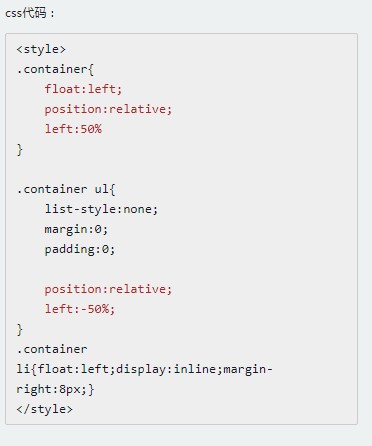 css代码：
<style>
.container{
    float:left;
    position:relative;
    left:50%
}

.container ul{
    list-style:none;
    margin:0;
    padding:0;

    position:relative;
    left:-50%;
}
.container
li{float:left;display:inline;margin-
right:8px;}
</style>